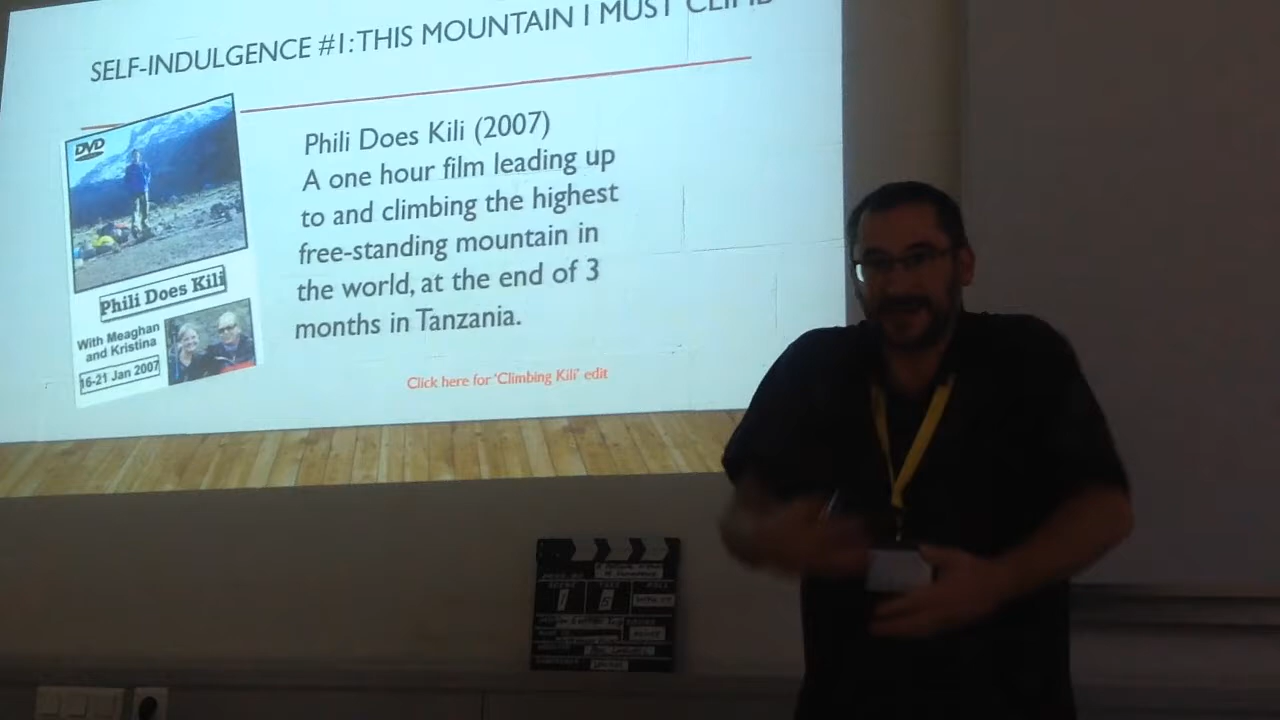 SELF-INDULGENCE #1: THIS MOUNTAIN I MUST CLIMB
DVD
Phili Does Kili
With Meaghan
and Kristina
16-21 Jan 2007
Phili Does Kili (2007)
A one hour film leading up
to and climbing the highest
free-standing mountain in
the world, at the end of 3
months in Tanzania.
Click here for 'Climbing Kili' edit
1 5